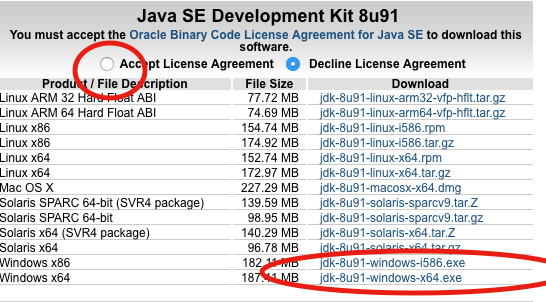 Java SE Development Kit 8u91
You must accept the Oracle Binary Code License Agreement for Java SE to download this
software.
Accept License Agreement Decline License Agreement
Product / File Description File Size Download
Linux ARM 32 Hard Float ABI 77.72 MB jdk-8u91-linux-arm32-vfp-hflt.tar.gz
Linux ARM 64 Hard Float ABI 74.69 MB jdk-8u91-linux-arm64-vfp-hflt.tar.gz
Linux x86 154.74 MB jdk-8u91-linux-i586.rpm
Linux x86 174.92 MB jdk-8u91-linux-i586.tar.gz
Linux x64 152.74 MB jdk-8u91-linux-x64.rpm
Linux x64 172.97 MB jdk-8u91-linux-x64.tar.gz
Mac OS X 227.29 MB jdk-8u91-macosx-x64.dmg
Solaris SPARC 64-bit (SVR4 package) 139.59 MB jdk-8u91-solaris-sparcv9.tar.Z
Solaris SPARC 64-bit 98.95 MB jdk-8u91-solaris-sparcv9.tar.gz
Solaris x64 (SVR4 package) 140.29 MB jdk-8u91-solaris-x64.tar.Z
Solaris x64 96.78 MB jdk-8u91-solaris-x64.tar.gz
Windows x86 182.11 MB jdk-8u91-windows-i586.exe
Windows x64 187.41 MB jdk-8u91-windows-x64.exe